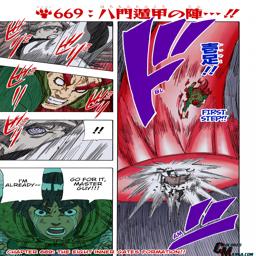 669：八門遁甲の陣…!!
壱足!!
FIRST
STEP!!
!!
GO FOR IT,
MASTER
GUY!!!
I'M
ALREADY--
CHAPTER 669: THE EIGHT INNER GATES FORMATION!!